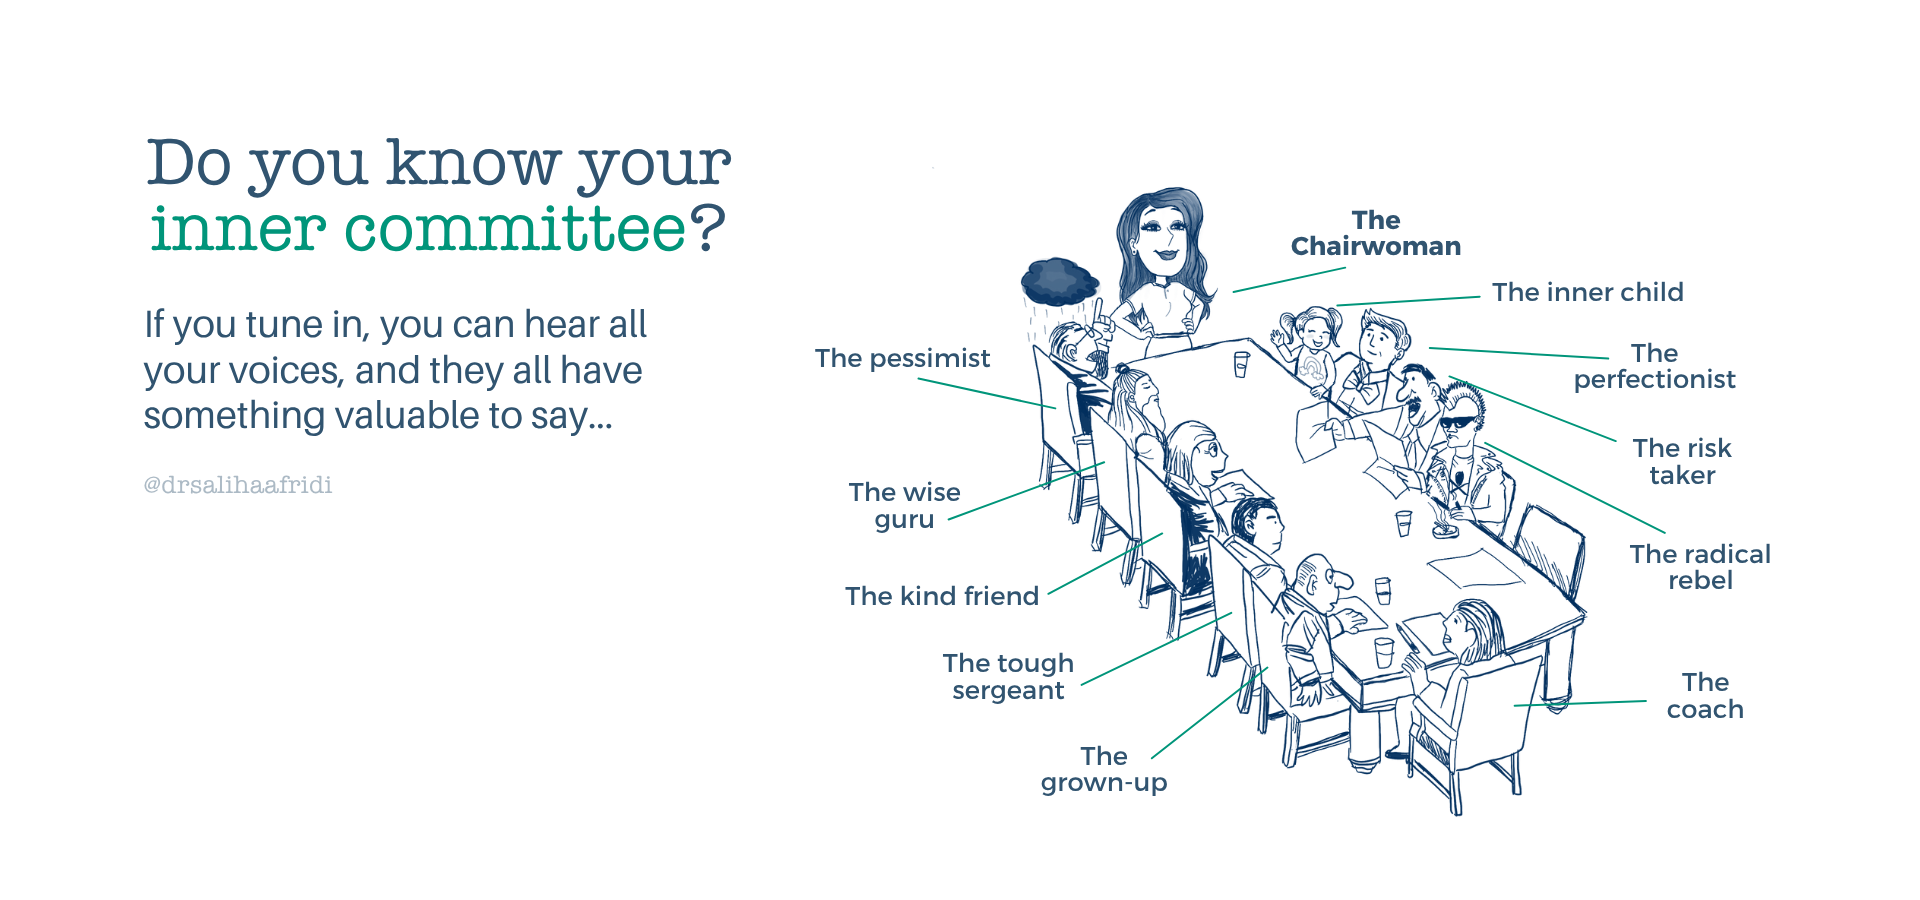 Do you know your
inner committee?
If you tune in, you can hear all
your voices, and they all have
something valuable to say...
@drsalihaafridi
The
Chairwoman
The inner child
The
perfectionist
The risk
taker
The radical
rebel
The
coach
The pessimist
The wise
guru
The kind friend
The tough
sergeant
The
grown-up